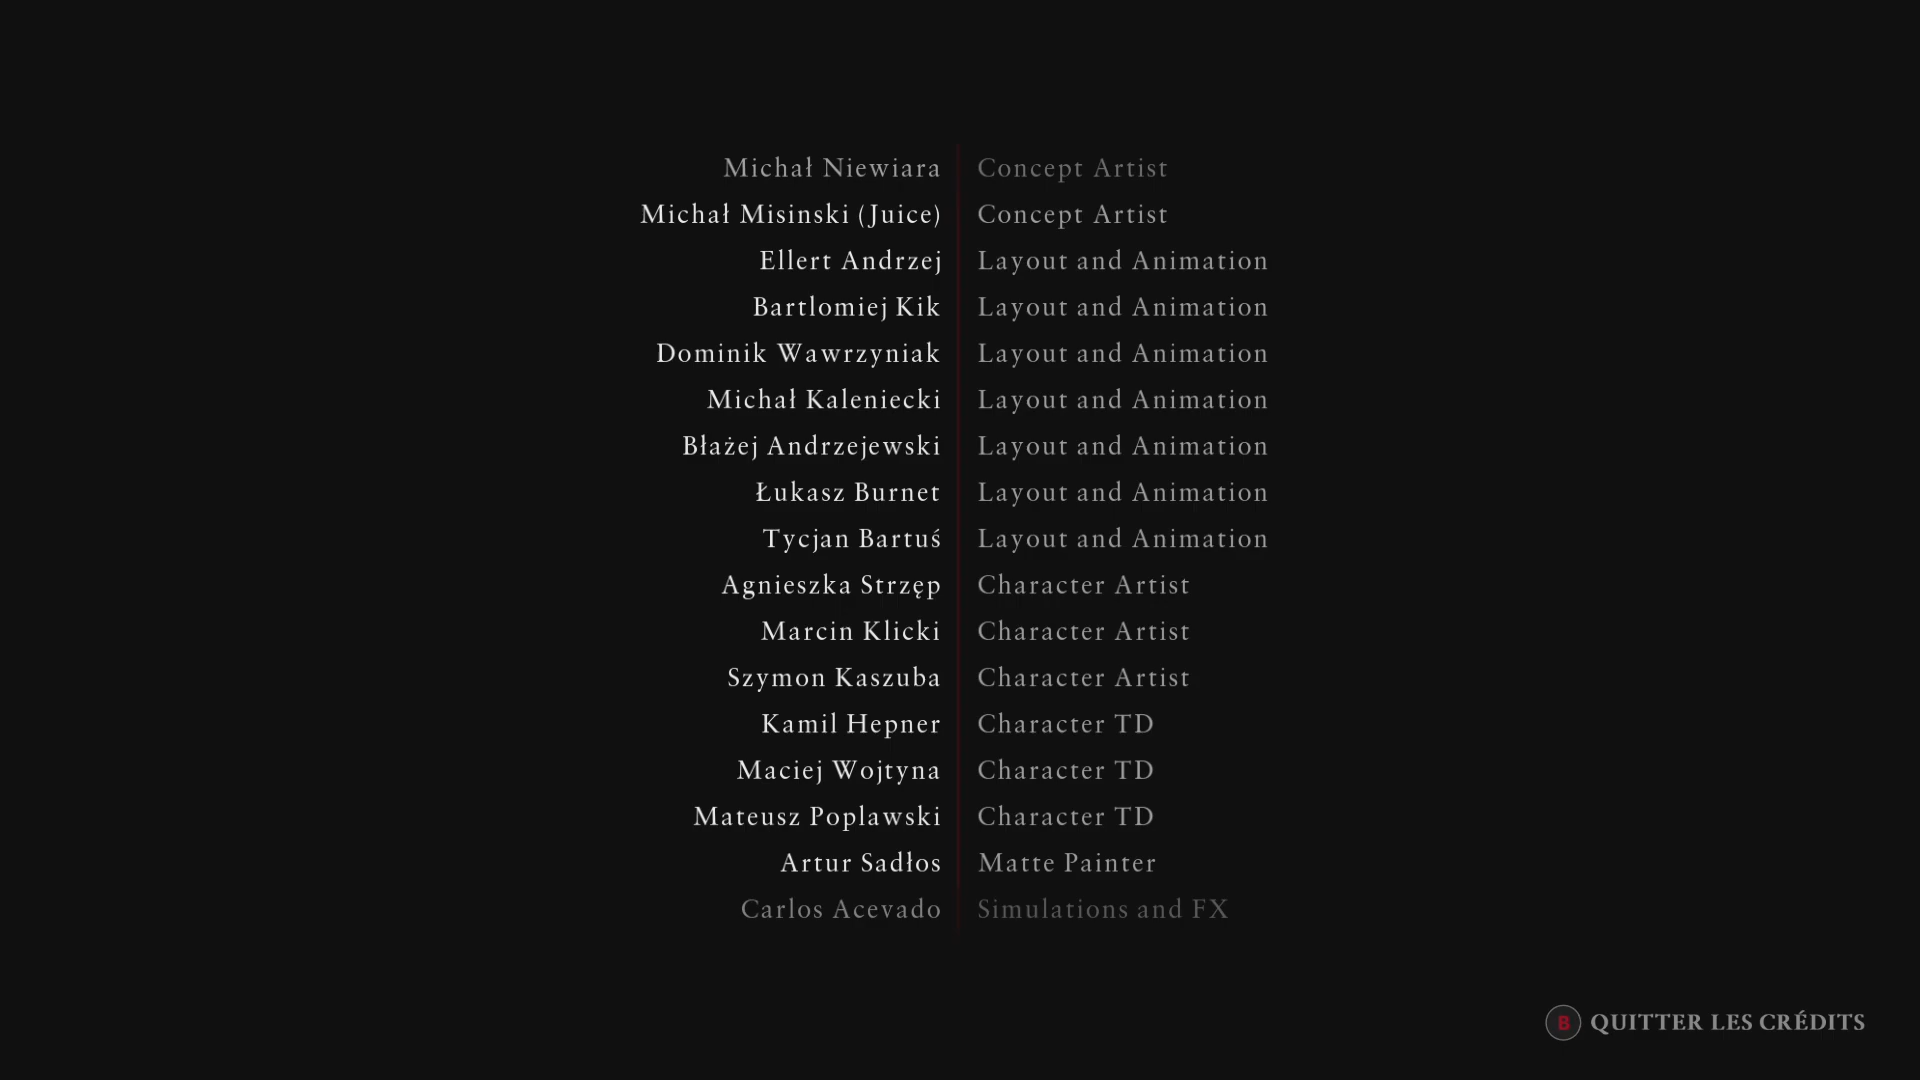 Michał Niewiara Concept Artist
Michał Misinski (Juice) Concept Artist
Ellert Andrzej Layout and Animation
Bartlomiej Kik Layout and Animation
Dominik Wawrzyniak Layout and Animation
Michał Kaleniecki Layout and Animation
Błażej Andrzejewski Layout and Animation
Łukasz Burnet Layout and Animation
Tycjan Bartuś Layout and Animation
Agnieszka Strzęp Character Artist
Marcin Klicki Character Artist
Szymon Kaszuba Character Artist
Kamil Hepner Character TD
Maciej Wojtyna Character TD
Mateusz Poplawski Character TD
Artur Sadłos Matte Painter
Carlos Acevado Simulations and FX
B QUITTER LES CRÉDITS